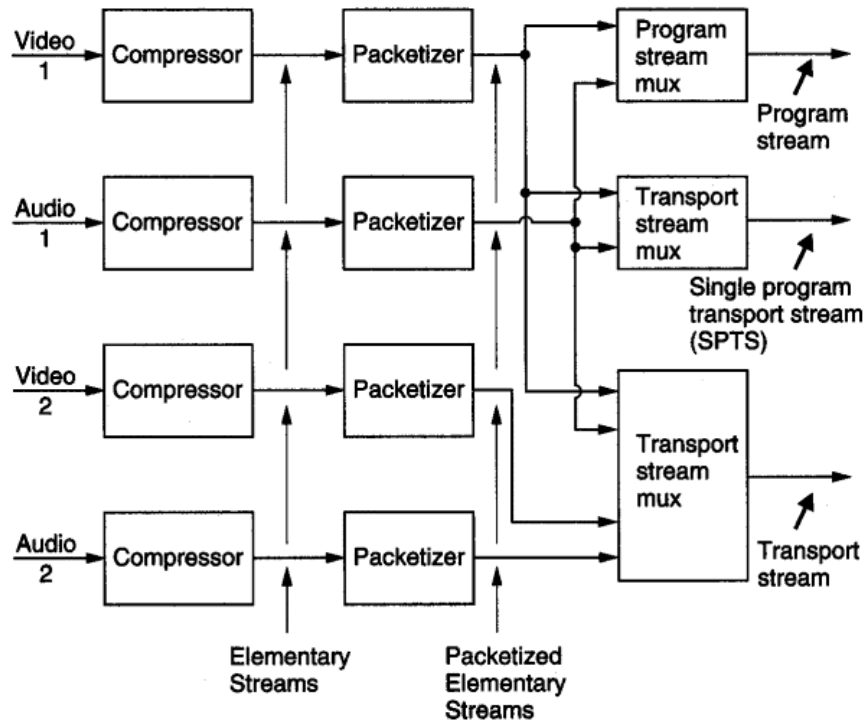 Video
1
Compressor
Packetizer
Program
stream
mux
Program
stream
Audio
1
Compressor
Packetizer
Transport
stream
mux
Single program
transport stream
(SPTS)
Video
2
Compressor
Packetizer
Transport
stream
mux
Audio
2
Compressor
Packetizer
Transport
stream
Elementary
Streams
Packetized
Elementary
Streams